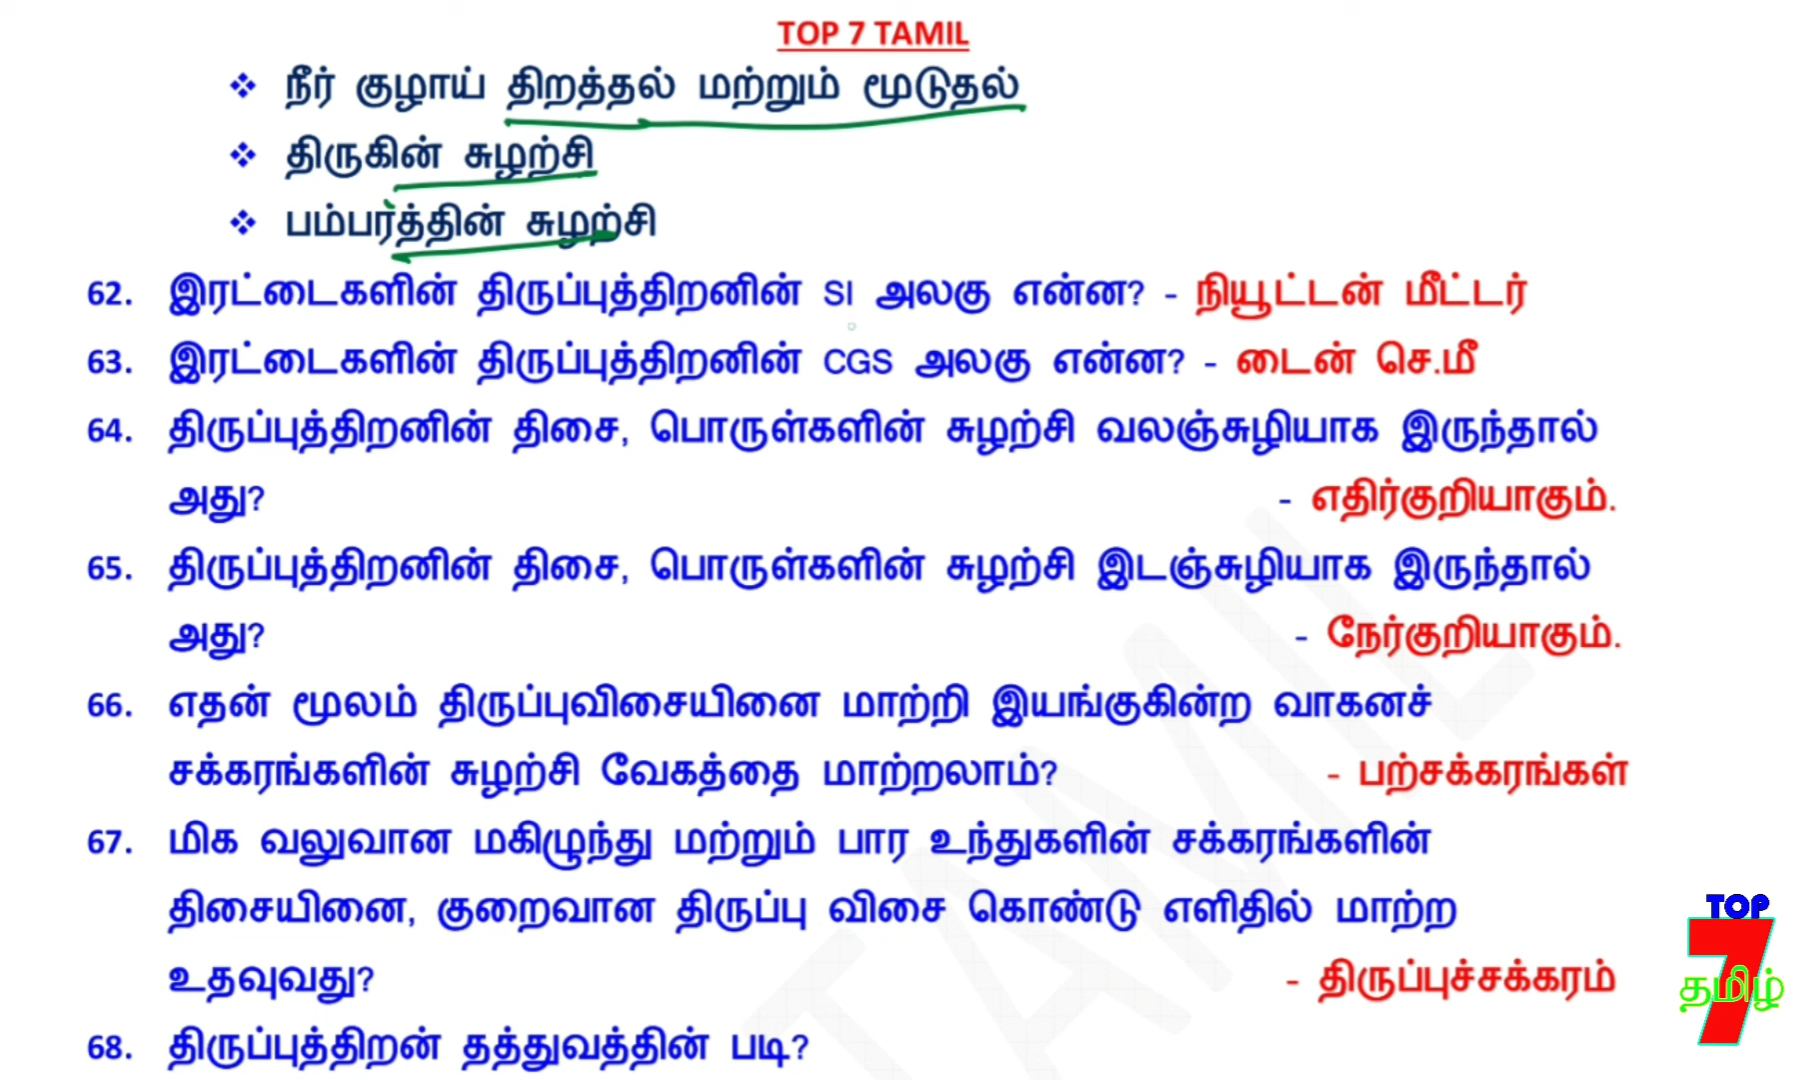 TOP 7 TAMIL
❖ நீர் குழாய் திறத்தல் மற்றும் மூடுதல்
❖ திருகின் சுழற்சி
❖ பம்பரத்தின் சுழற்சி
62. இரட்டைகளின் திருப்புத்திறனின் SI அலகு என்ன? - நியூட்டன் மீட்டர்
63. இரட்டைகளின் திருப்புத்திறனின் CGS அலகு என்ன? - டைன் செ.மீ
64. திருப்புத்திறனின் திசை, பொருள்களின் சுழற்சி வலஞ்சுழியாக இருந்தால்
அது? - எதிர்குறியாகும்.
65. திருப்புத்திறனின் திசை, பொருள்களின் சுழற்சி இடஞ்சுழியாக இருந்தால்
அது? - நேர்குறியாகும்.
66. எதன் மூலம் திருப்புவிசையினை மாற்றி இயங்குகின்ற வாகனச்
சக்கரங்களின் சுழற்சி வேகத்தை மாற்றலாம்? - பற்சக்கரங்கள்
67. மிக வலுவான மகிழுந்து மற்றும் பார உந்துகளின் சக்கரங்களின்
திசையினை, குறைவான திருப்பு விசை கொண்டு எளிதில் மாற்ற
உதவுவது? - திருப்புச்சக்கரம்
68. திருப்புத்திறன் தத்துவத்தின் படி?
TOP
7
தமிழ்
TAMIL